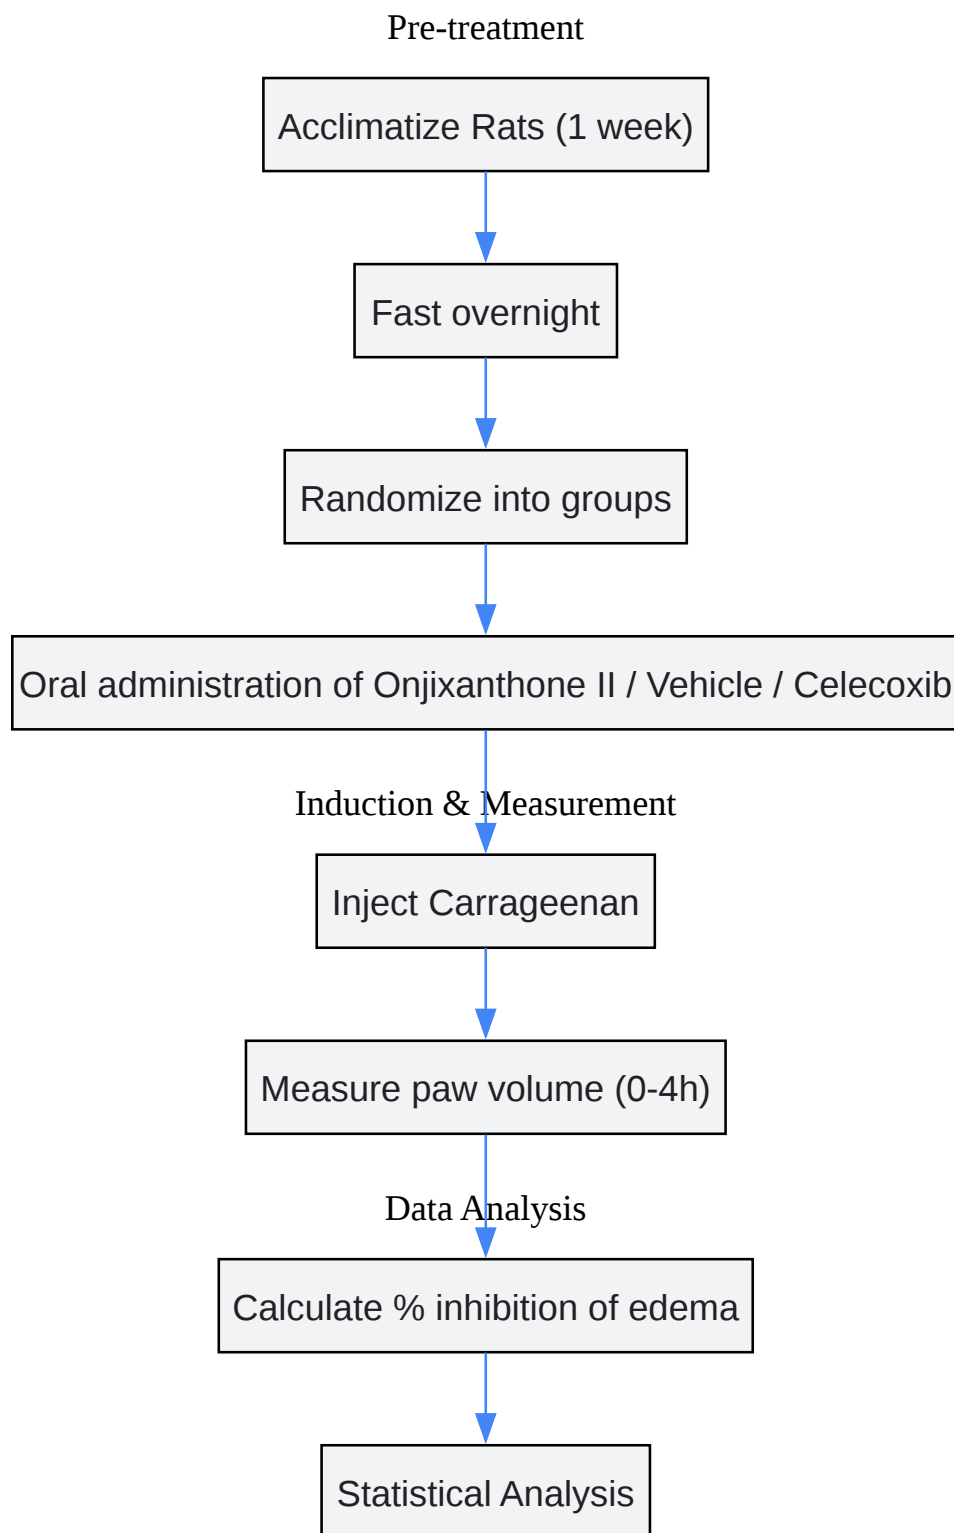 Pre-treatment
Acclimatize Rats (1 week)
Fast overnight
Randomize into groups
Oral administration of Onjixanthone II / Vehicle / Celecoxib
Induction & Measurement
Inject Carrageenan
Measure paw volume (0-4h)
Data Analysis
Calculate % inhibition of edema
Statistical Analysis